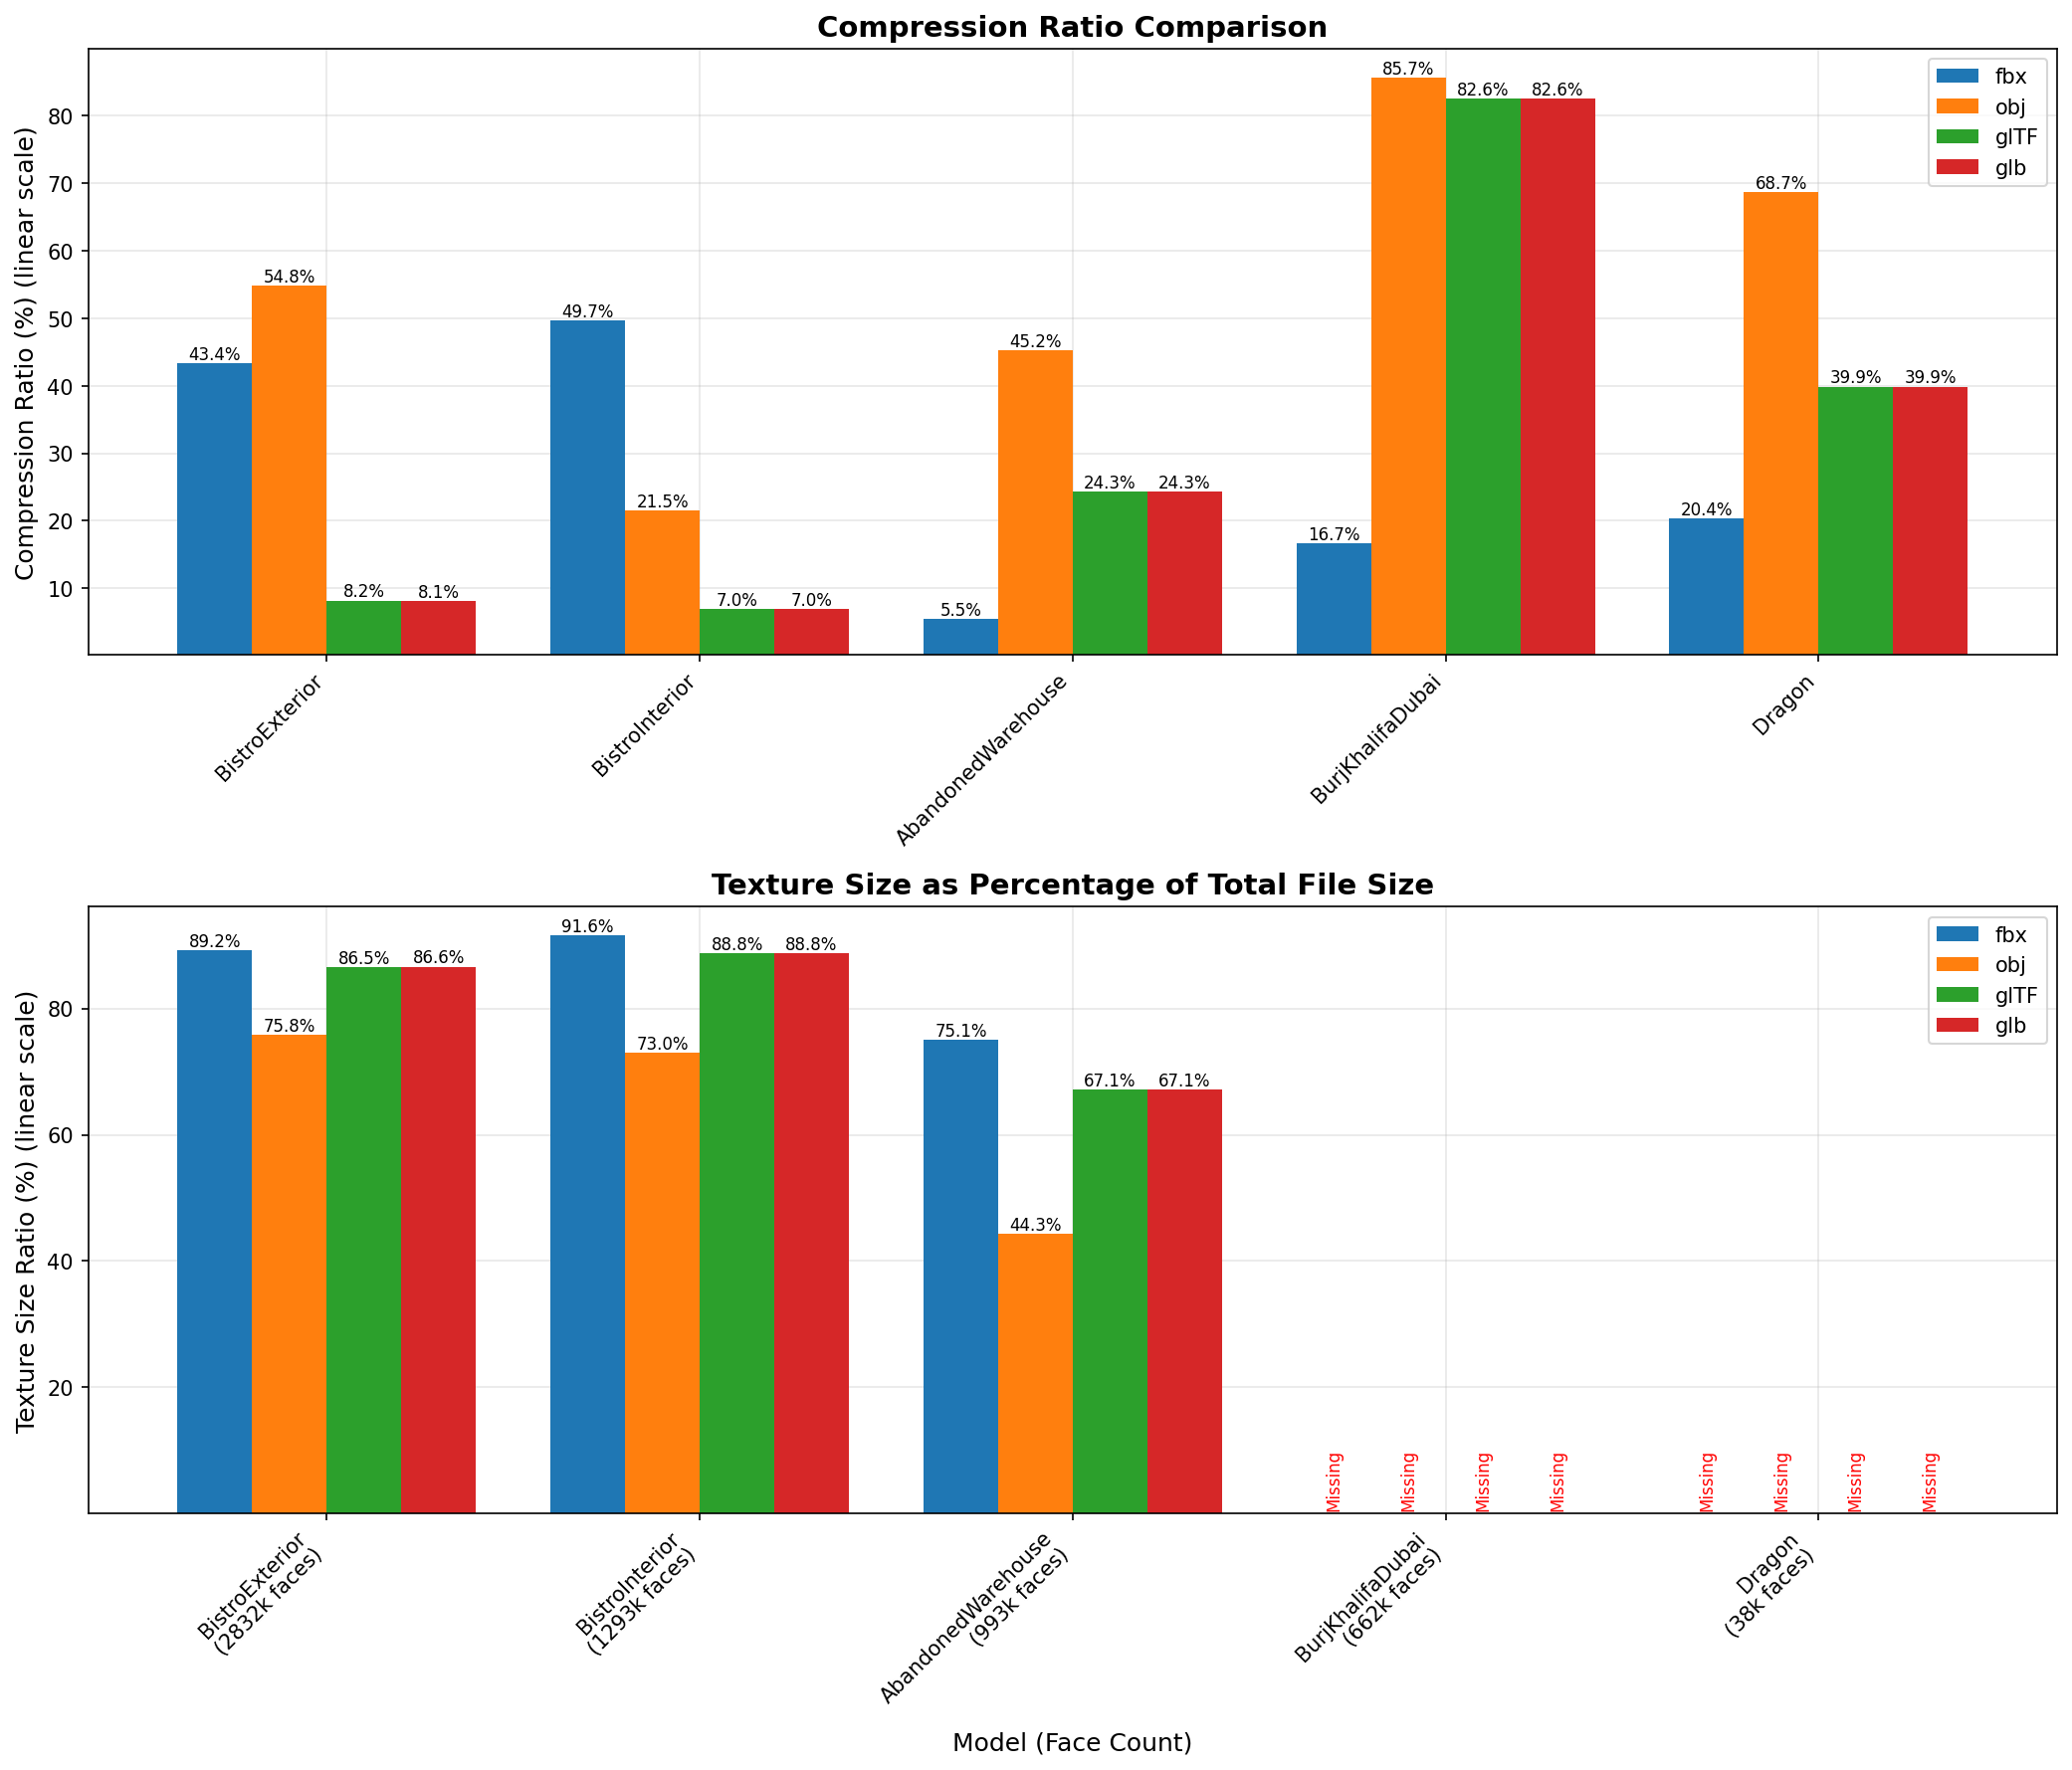 Compression Ratio Comparison
Compression Ratio (%) (linear scale)
80
70
60
50
40
30
20
10
43.4%
54.8%
8.2%
8.1%
49.7%
21.5%
7.0%
7.0%
5.5%
45.2%
24.3%
24.3%
16.7%
85.7%
82.6%
82.6%
20.4%
68.7%
39.9%
39.9%
fbx
obj
glTF
glb
BistroExterior
BistroInterior
AbandonedWarehouse
BurjKhalifaDubai
Dragon
Texture Size as Percentage of Total File Size
Texture Size Ratio (%) (linear scale)
80
60
40
20
89.2%
75.8%
86.5%
86.6%
91.6%
73.0%
88.8%
88.8%
75.1%
44.3%
67.1%
67.1%
Missing
Missing
Missing
Missing
Missing
Missing
Missing
Missing
fbx
obj
glTF
glb
BistroExterior
(2832k faces)
BistroInterior
(1293k faces)
AbandonedWarehouse
(993k faces)
BurjKhalifaDubai
(662k faces)
Dragon
(38k faces)
Model (Face Count)